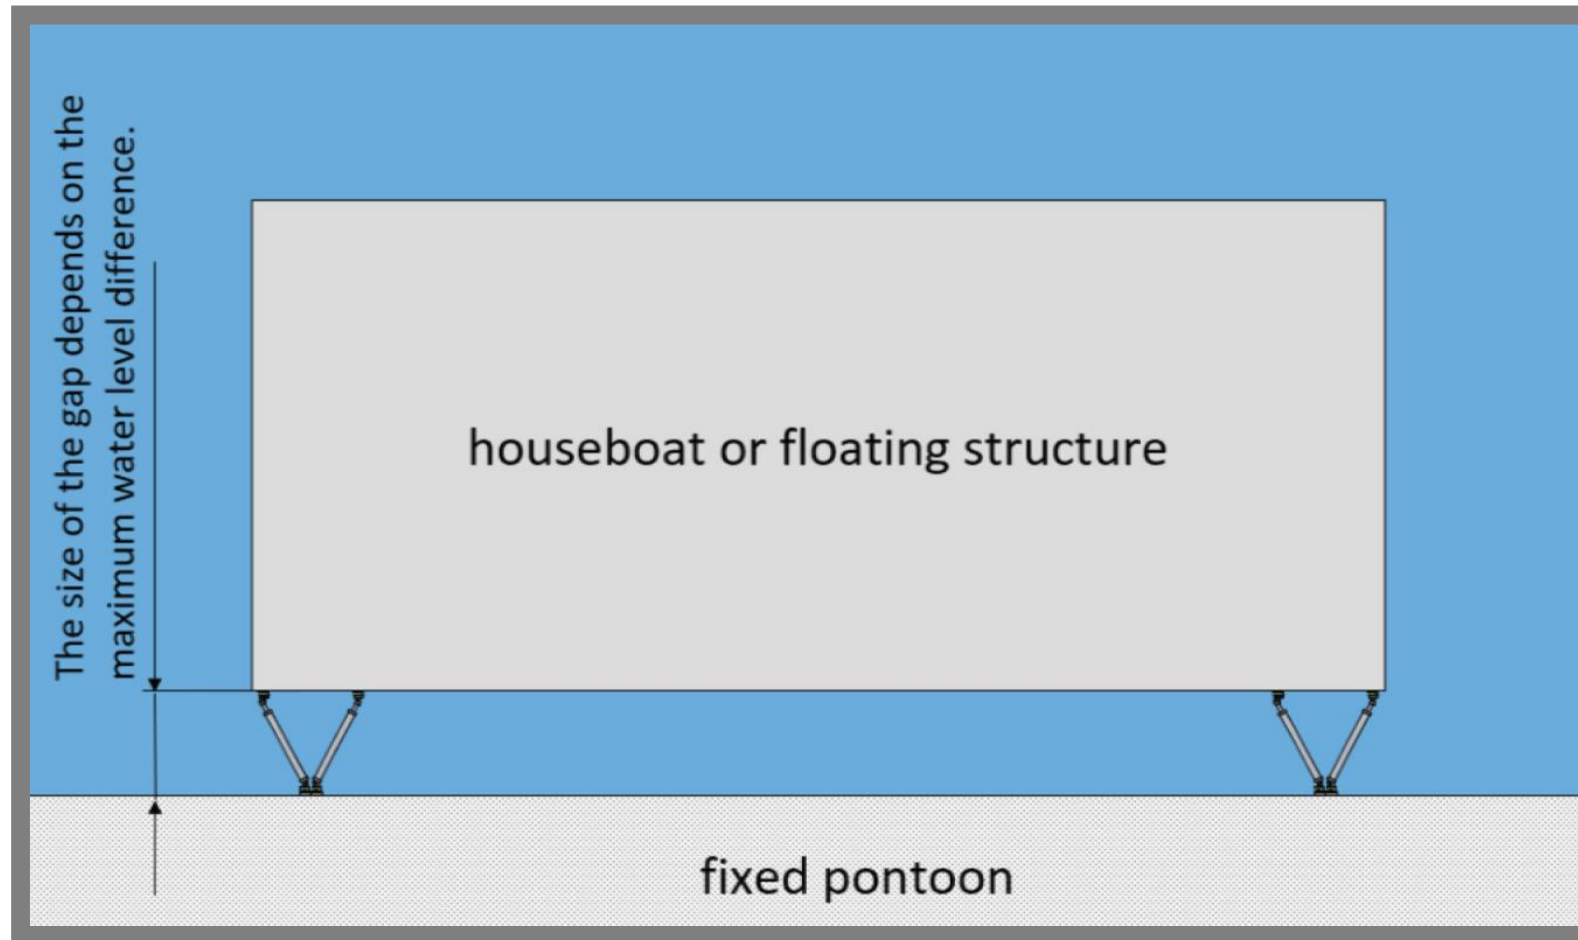 The size of the gap depends on the
maximum water level difference.
houseboat or floating structure
fixed pontoon